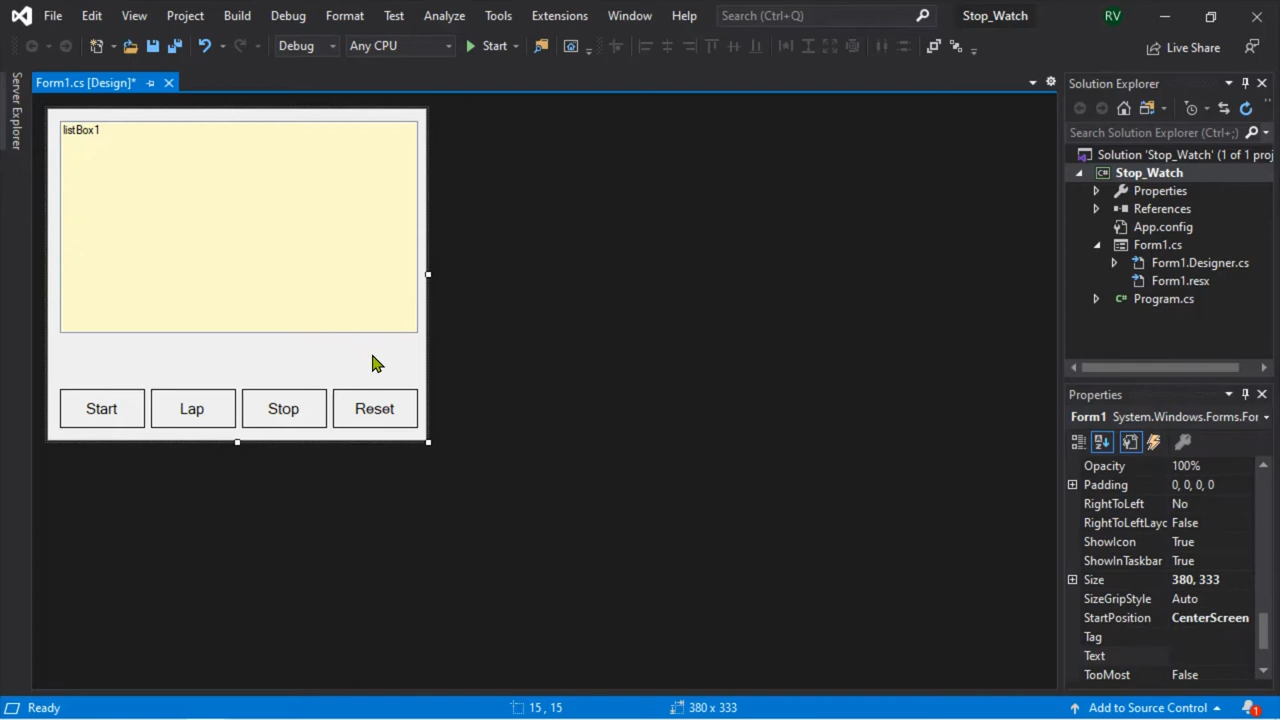 File Edit View Project Build Debug Format Test Analyze Tools Extensions Window Help Search (Ctrl+Q) Stop_Watch RV
Debug Any CPU Start Live Share
Server Explorer
Form1.cs [Design]*
listBox1
Start Lap Stop Reset
Solution Explorer
Search Solution Explorer (Ctrl+;)
Solution 'Stop_Watch' (1 of 1 proj
Stop_Watch
Properties
References
App.config
Form1.cs
Form1.Designer.cs
Form1.resx
Program.cs
Properties
Form1 System.Windows.Forms.For
Opacity 100%
Padding 0, 0, 0, 0
RightToLeft No
RightToLeftLayc False
ShowIcon True
ShowInTaskbar True
Size 380, 333
SizeGripStyle Auto
StartPosition CenterScreen
Tag
Text
TopMost False
Ready 15 , 15 380 x 333 Add to Source Control 1